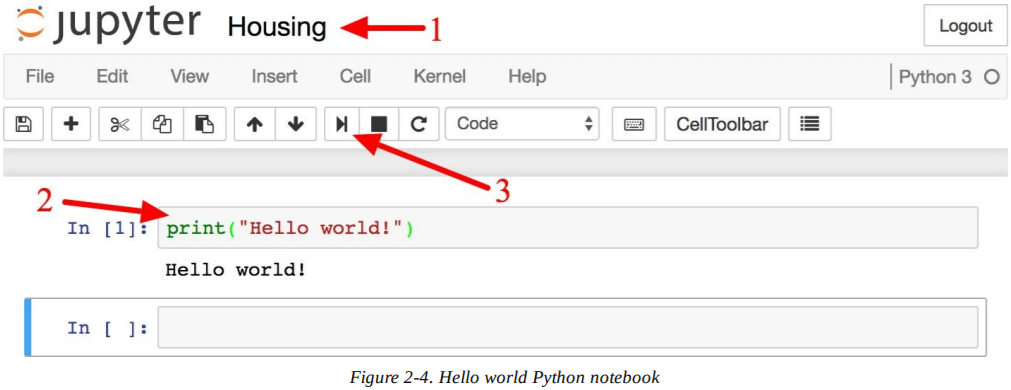 jupyter Housing 1 Logout
File Edit View Insert Cell Kernel Help Python 3
Code CellToolbar
3
2
In [1]: print("Hello world!")
Hello world!
In [ ]:
Figure 2-4. Hello world Python notebook